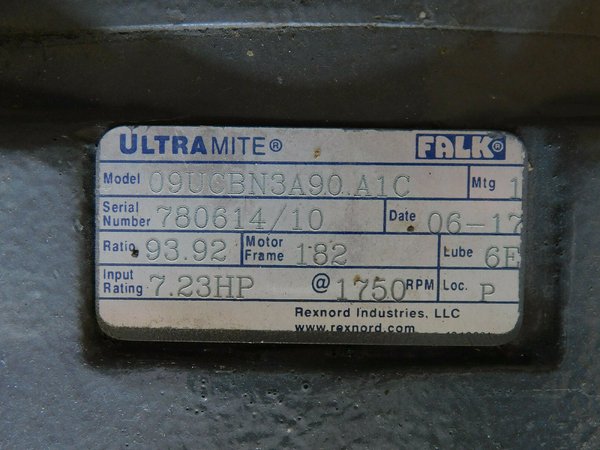 ULTRAMITE® FALK®
Model 09UCBN3A90.A1C Mtg 1
Serial Number 780614/10 Date 06-17
Ratio 93.92 Motor Frame 182 Lube 6E
Input Rating 7.23HP @ 1750 RPM Loc. P
Rexnord Industries, LLC
www.rexnord.com